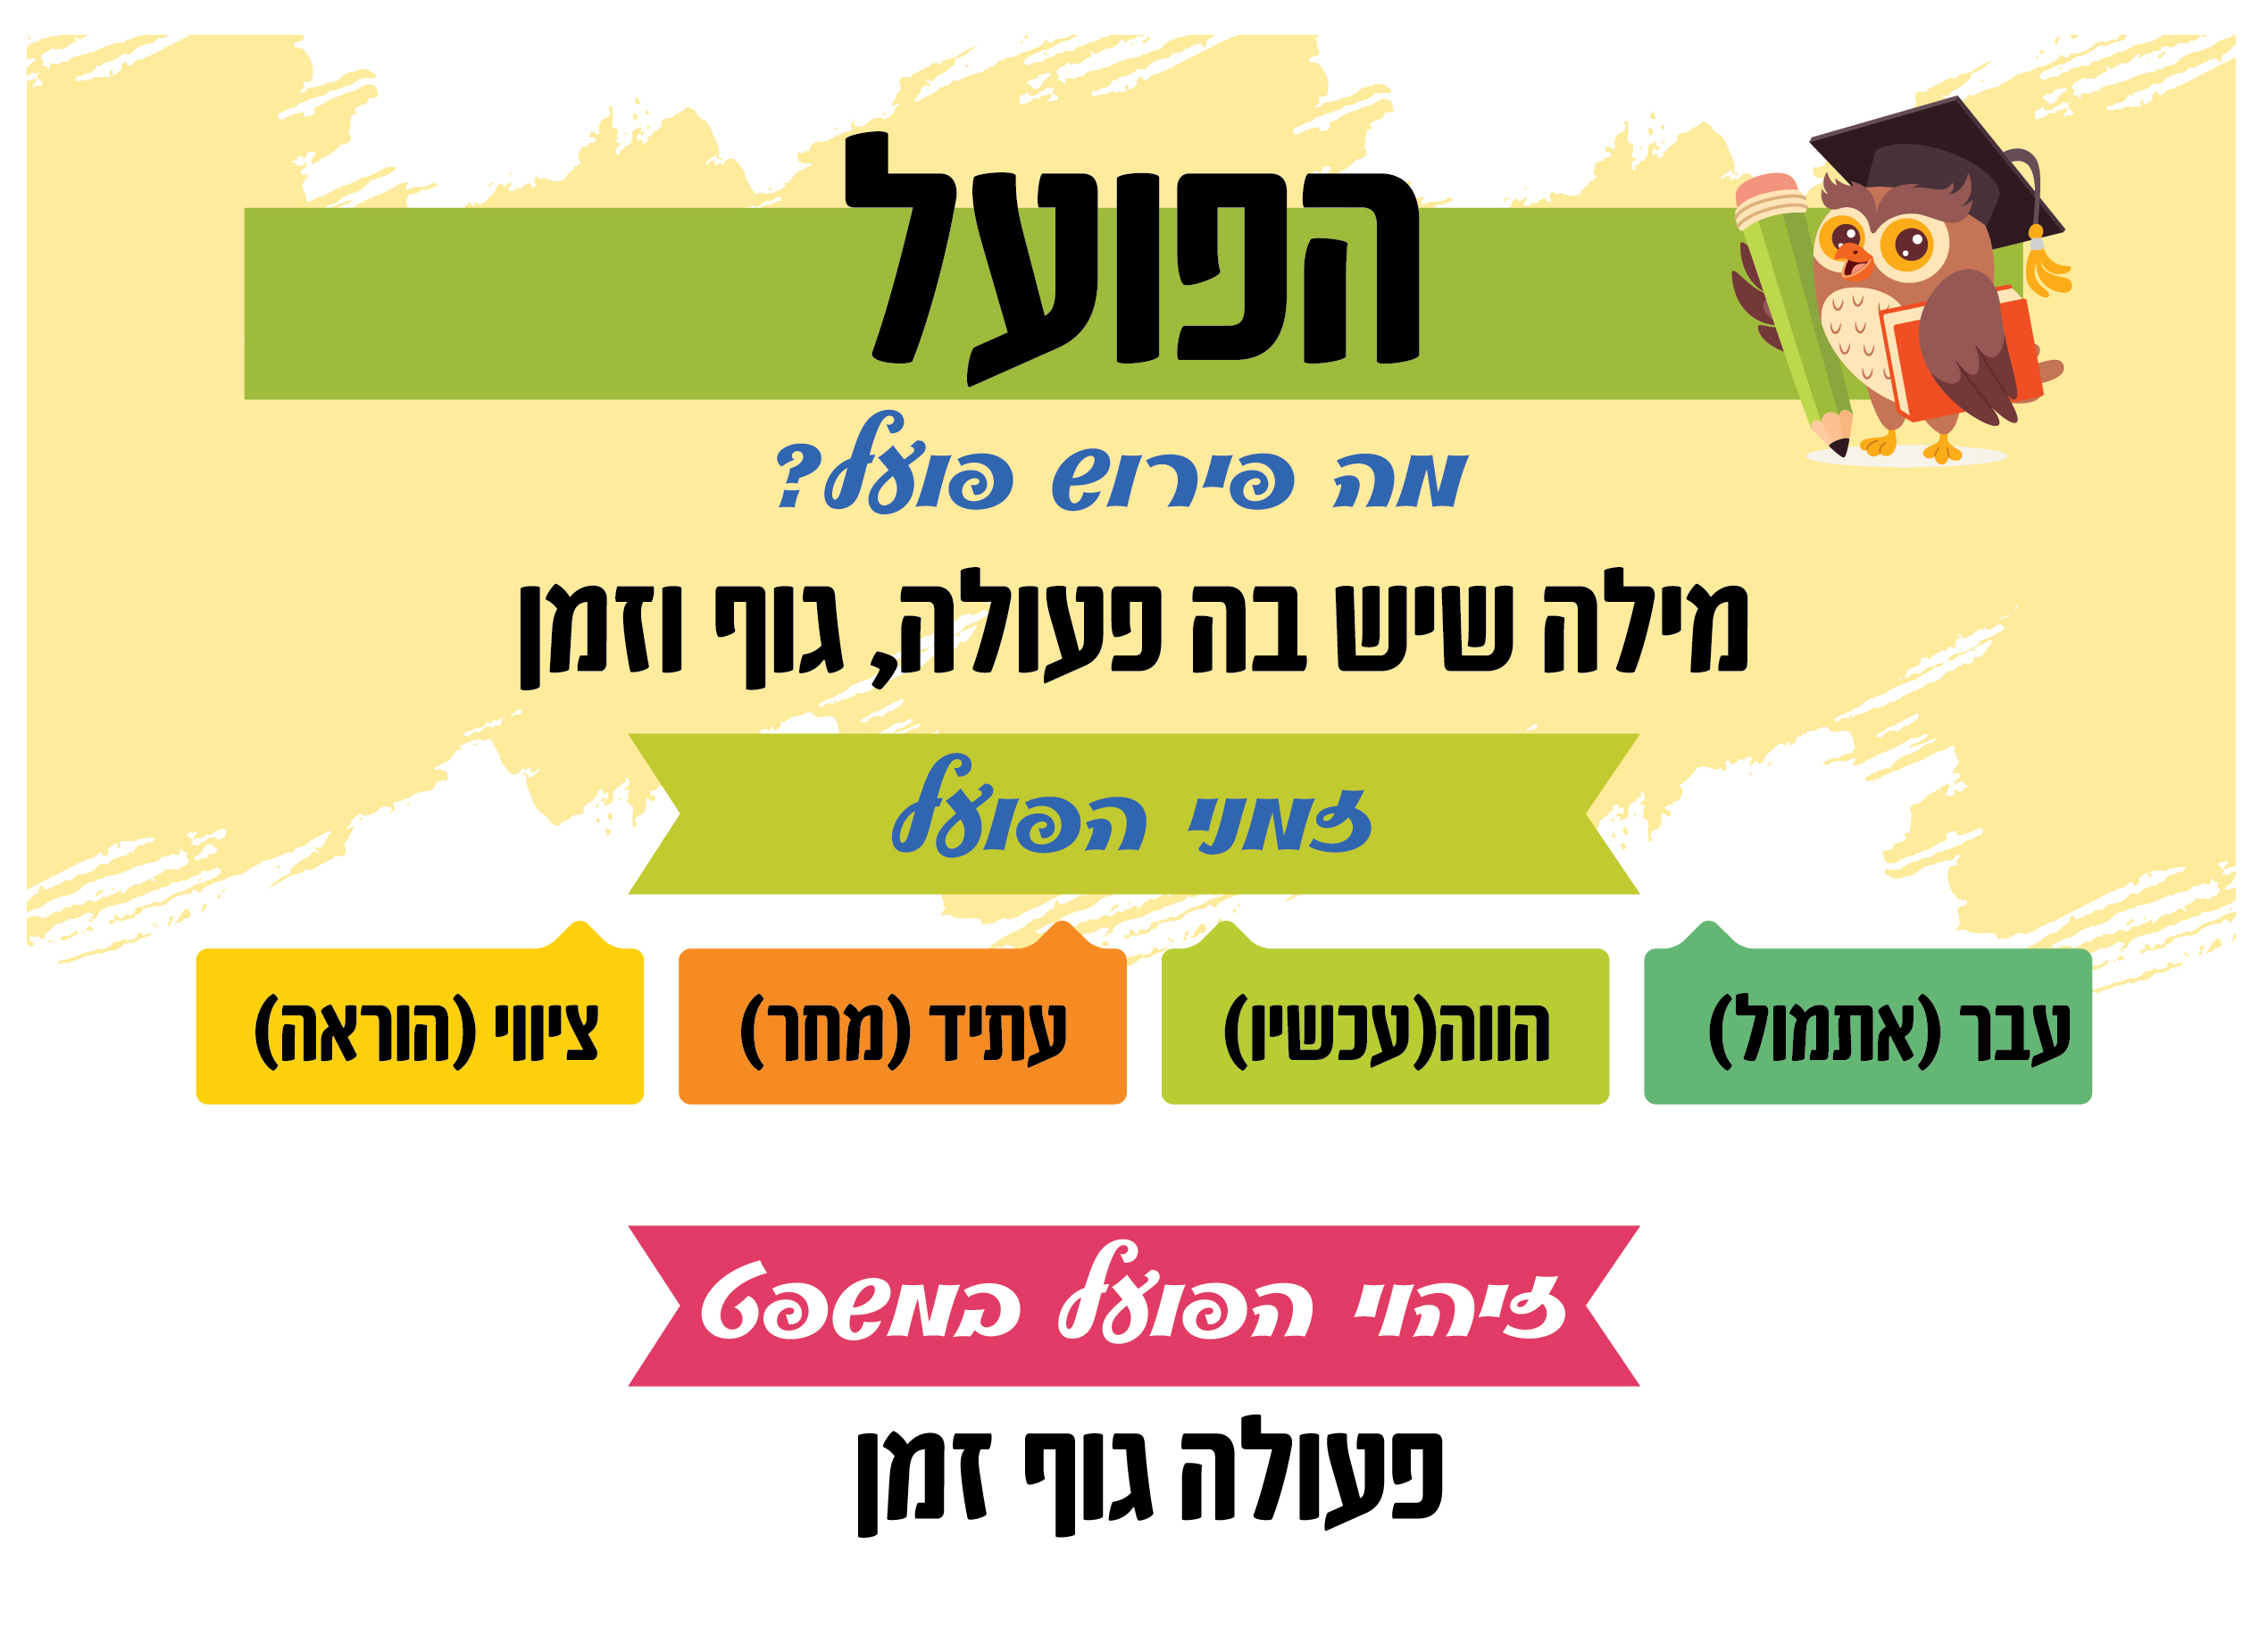 הפועל
מה פירוש פועל?
מילה שיש בה פעולה, גוף וזמן
זמני הפועל
עבר (אתמול)
הווה(עכשיו)
עתיד (מחר)
ציווי (הוראה)
זיהוי הפועל במשפט
פעולה גוף זמן